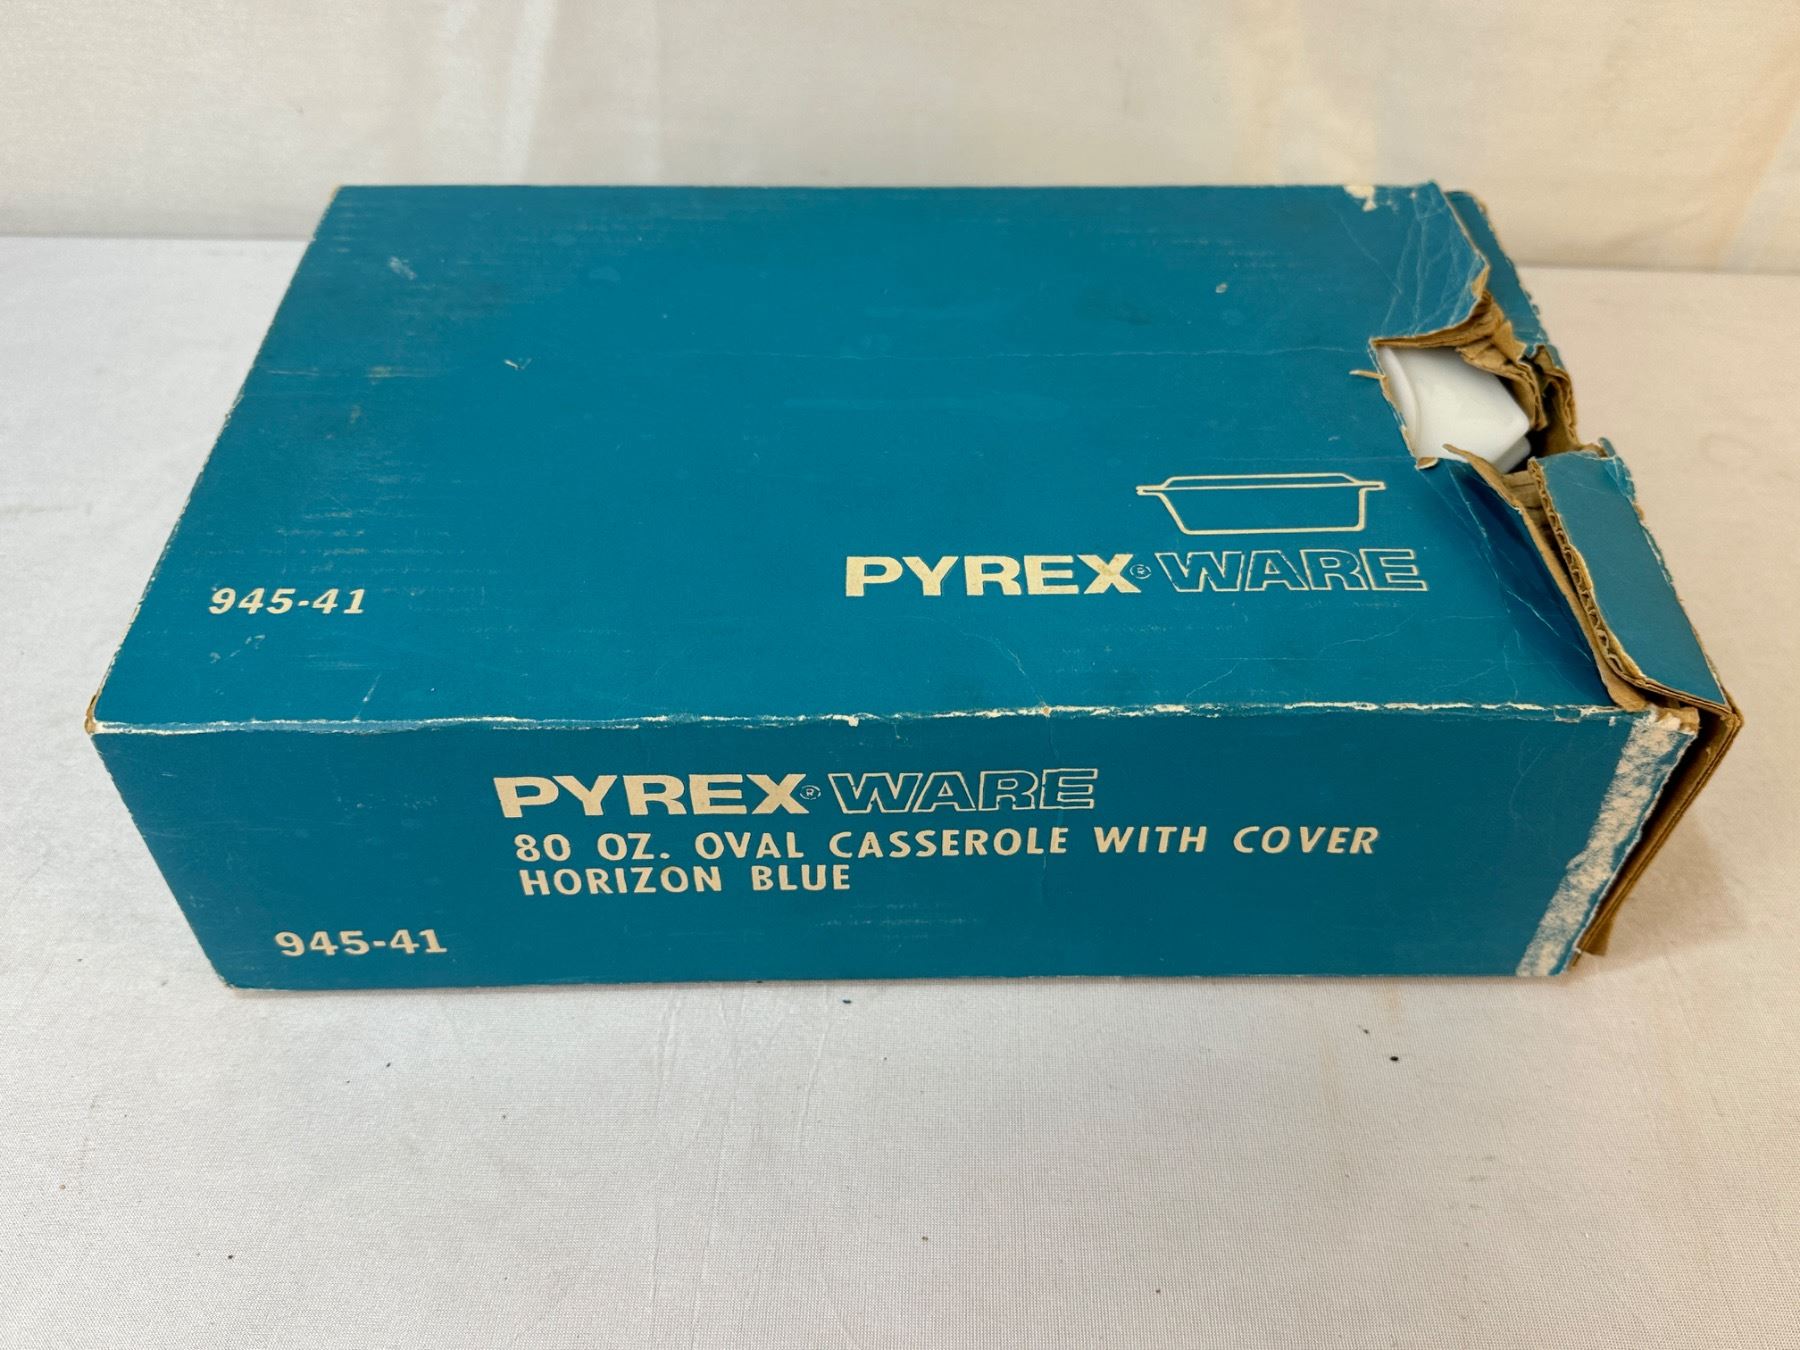 PYREX® WARE
945-41
PYREX® WARE
80 OZ. OVAL CASSEROLE WITH COVER
HORIZON BLUE
945-41